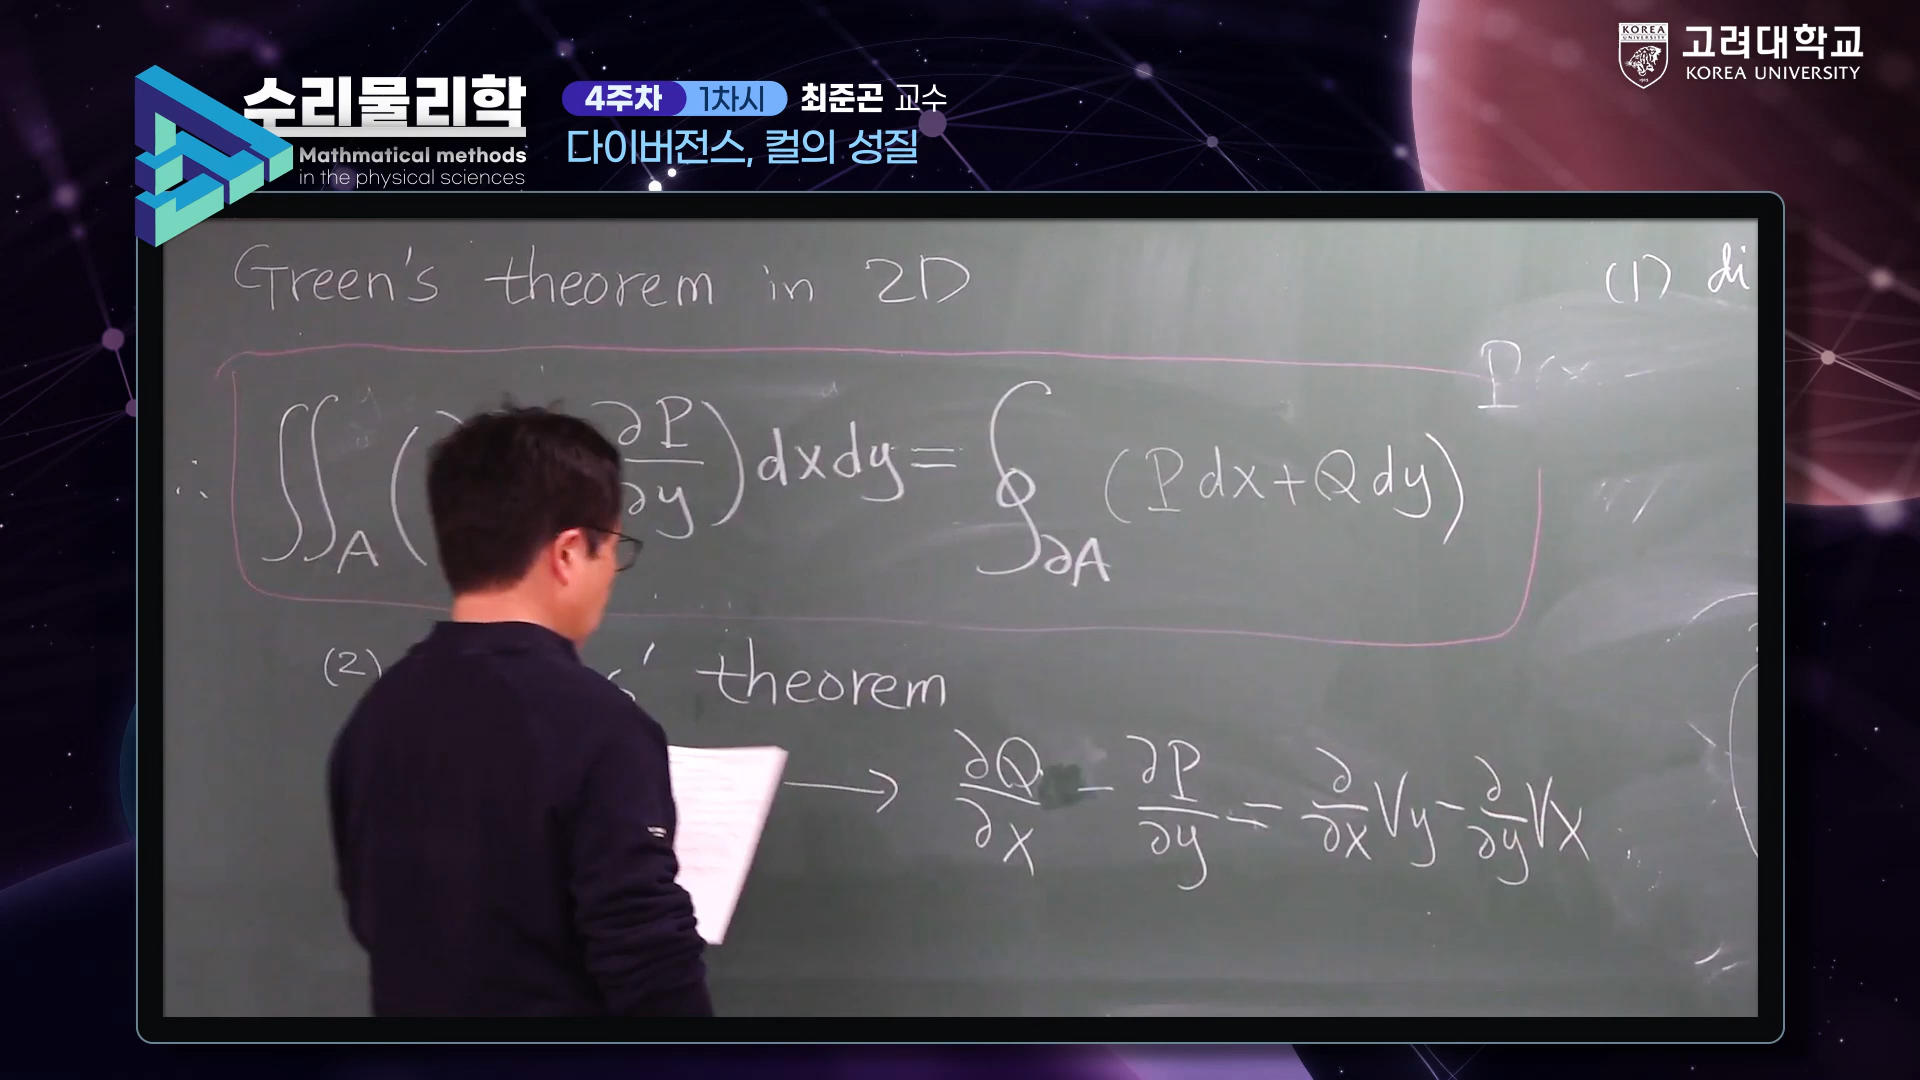 수리물리학
Mathmatical methods
in the physical sciences
4주차 1차시 최준곤 교수
다이버전스, 컬의 성질
KOREA
UNIVERSITY
1905
고려대학교
KOREA UNIVERSITY
Green's theorem in 2D
(1) di
P
∴ ∬_A ( ∂P/∂y ) dxdy = ∮_∂A (Pdx + Qdy)
(2) theorem
→ ∂Q/∂x - ∂P/∂y = ∂/∂x Vy - ∂/∂y Vx